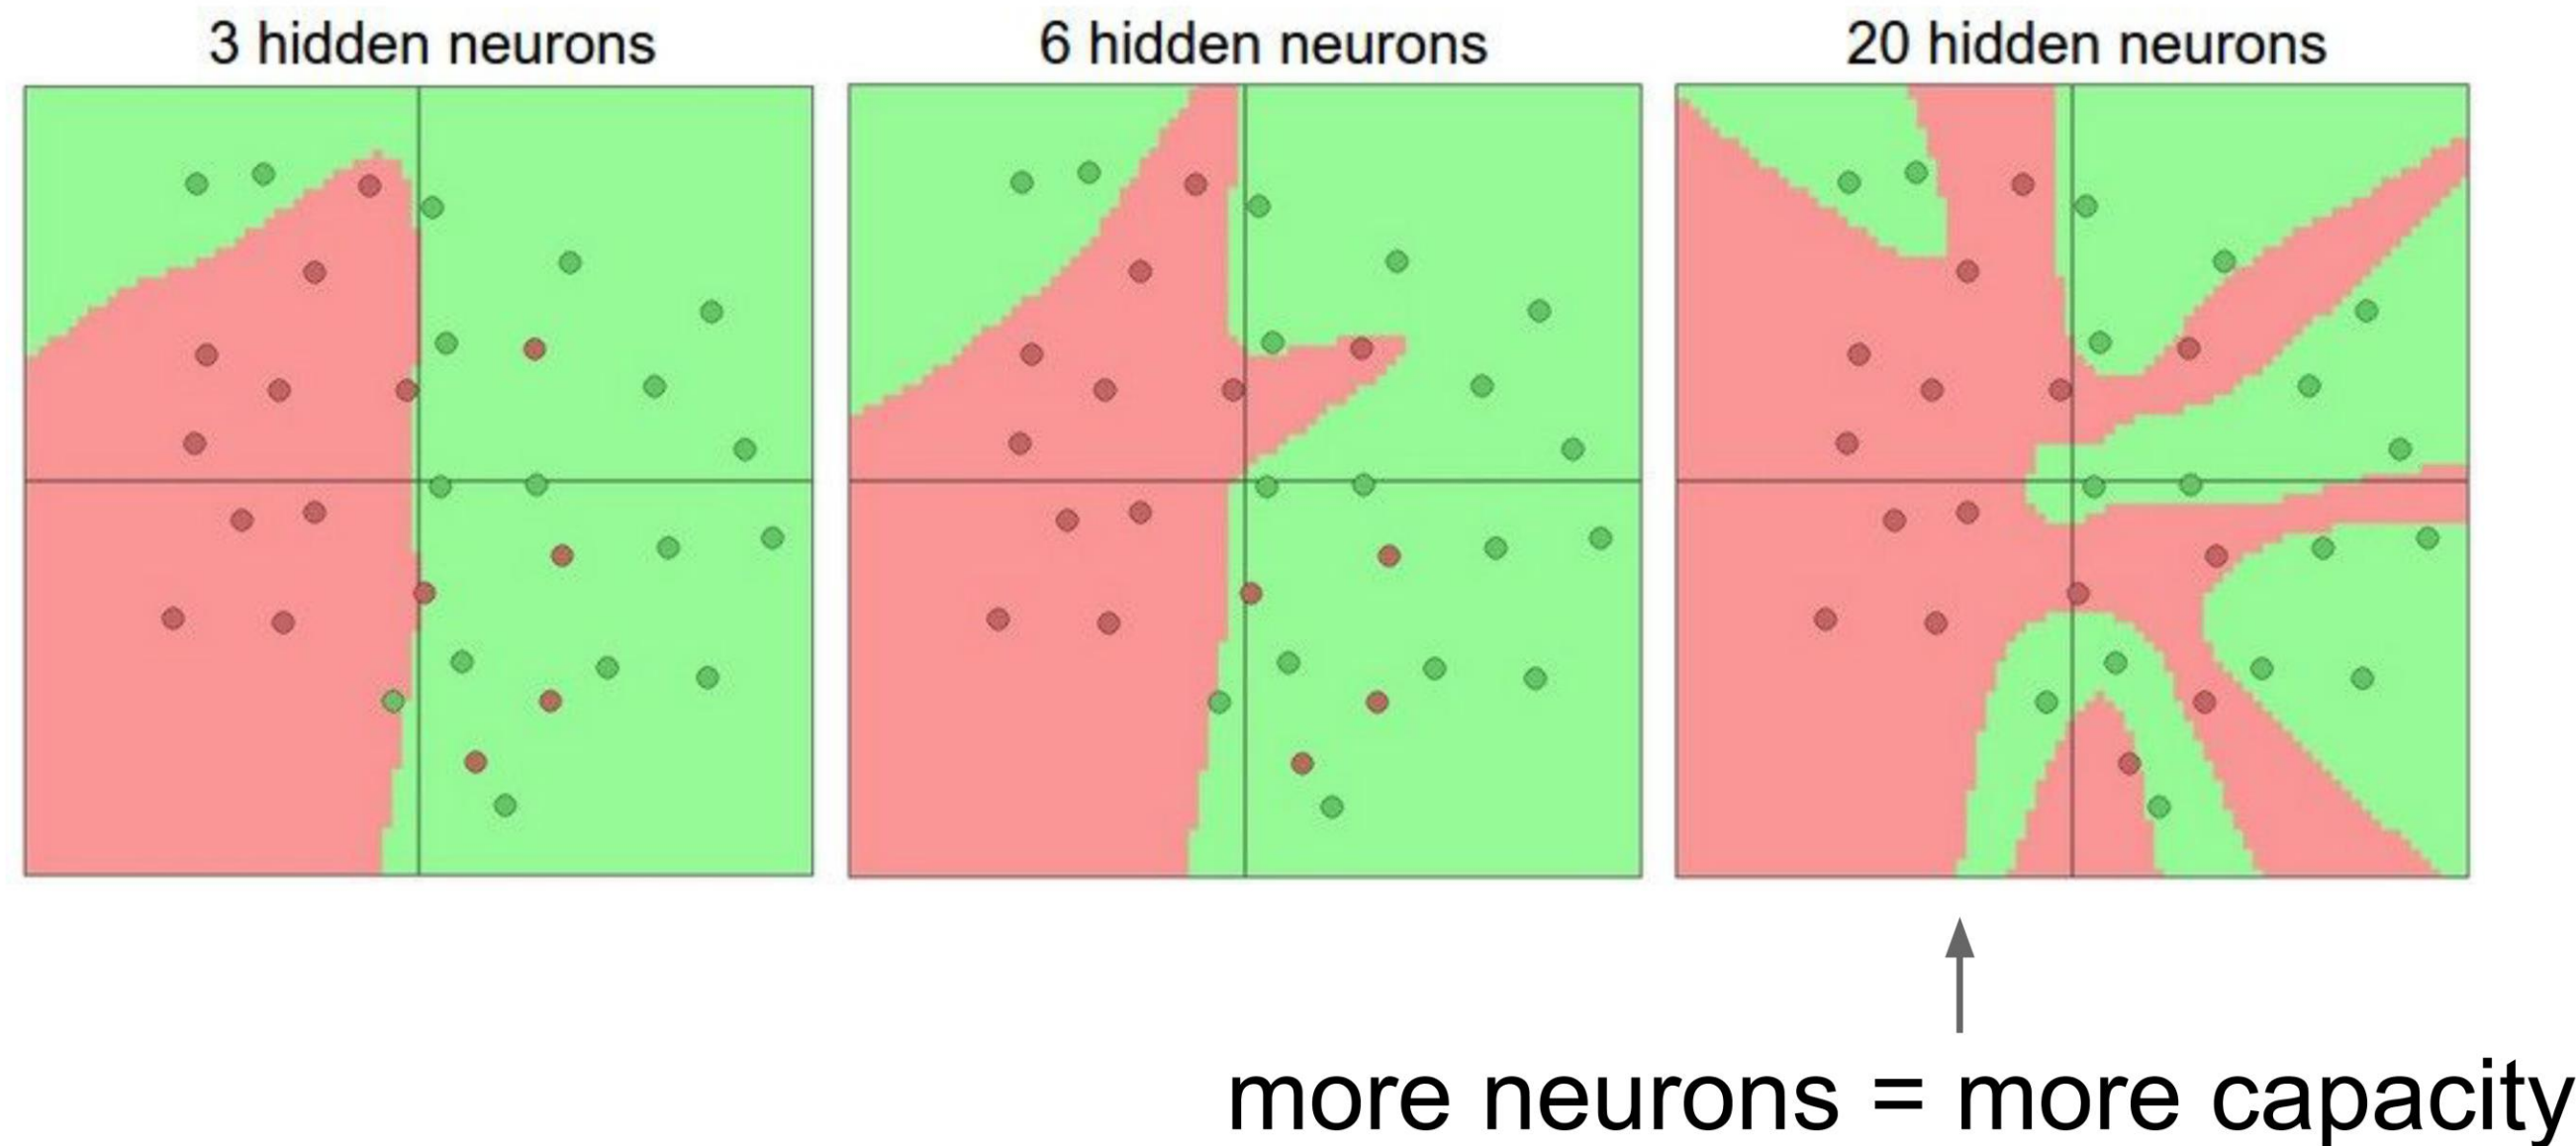 3 hidden neurons
6 hidden neurons
20 hidden neurons
more neurons = more capacity